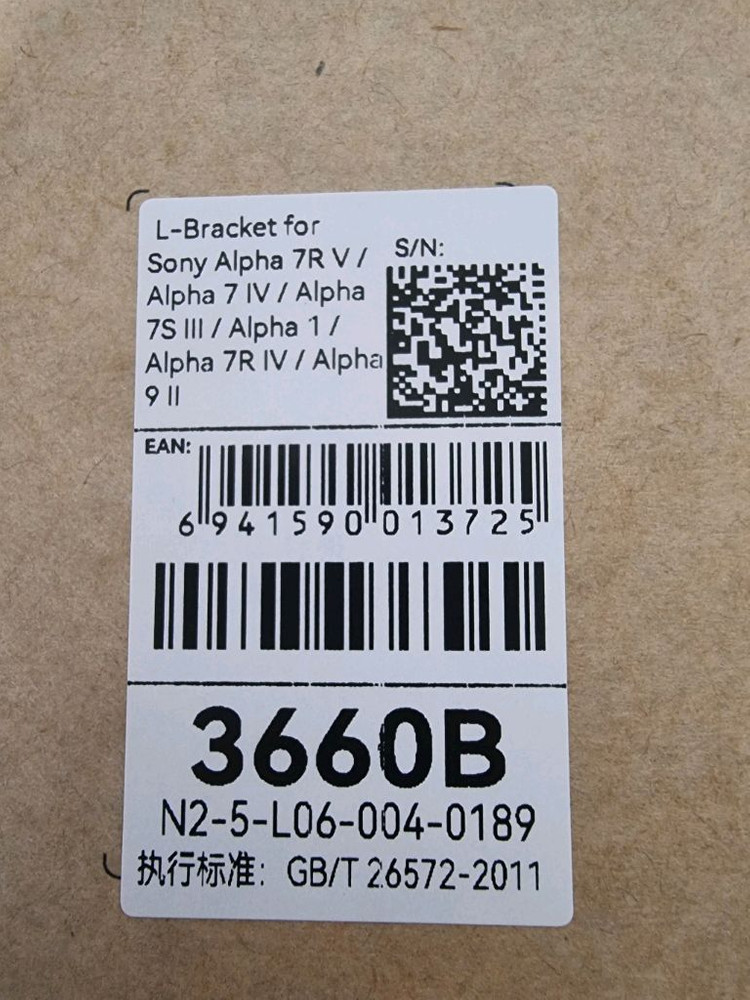 L-Bracket for
Sony Alpha 7R V /
Alpha 7 IV / Alpha
7S III / Alpha 1 /
Alpha 7R IV / Alpha
9 II
S/N:
EAN:
6 941590 013725
3660B
N2-5-L06-004-0189
执行标准：GB/T 26572-2011